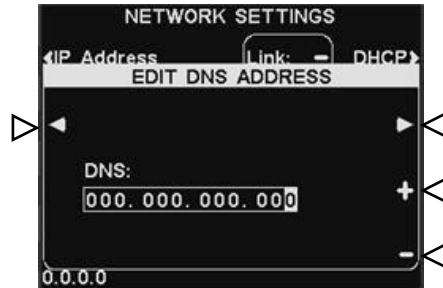 NETWORK SETTINGS
IP Address Link: – DHCP
EDIT DNS ADDRESS
DNS:
000.000.000.000
+
–
0.0.0.0